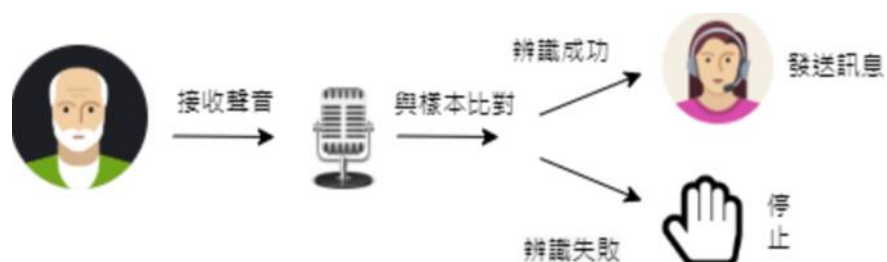 接收聲音
與樣本比對
辨識成功
發送訊息
辨識失敗
停
止